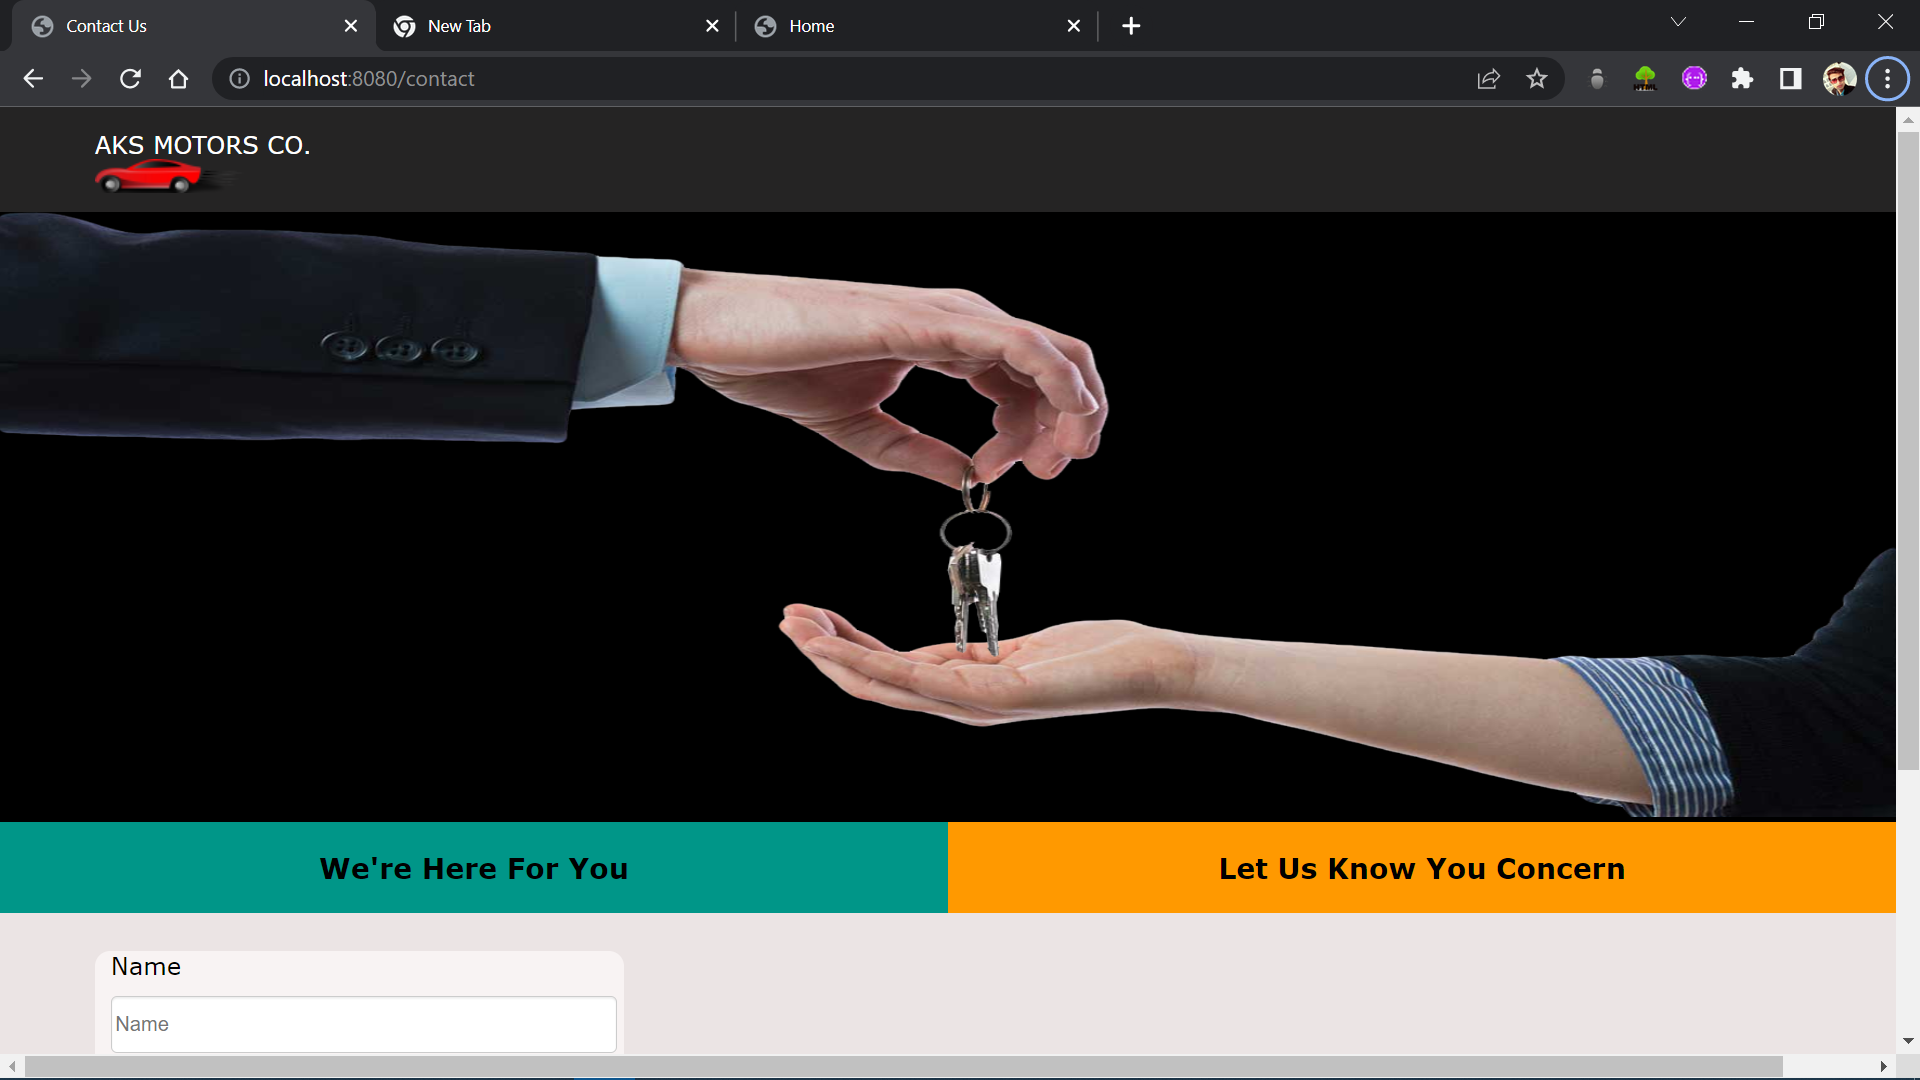 Contact Us
New Tab
Home
localhost:8080/contact
HTML
AKS MOTORS CO.
We're Here For You
Let Us Know You Concern
Name
Name